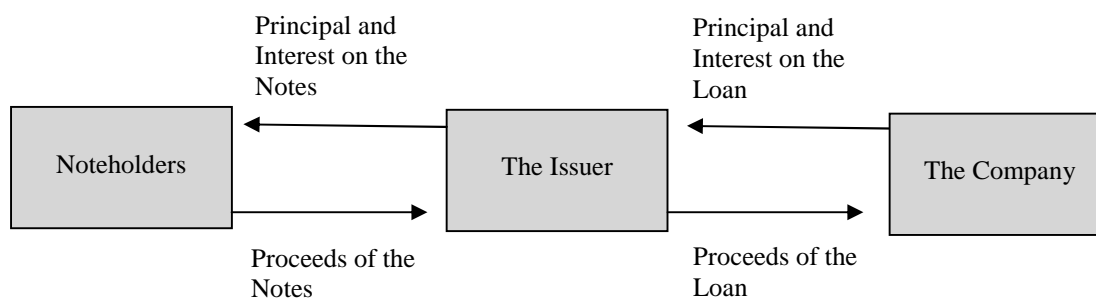 Principal and
Interest on the
Notes
Principal and
Interest on the
Loan
Noteholders
The Issuer
The Company
Proceeds of the
Notes
Proceeds of the
Loan